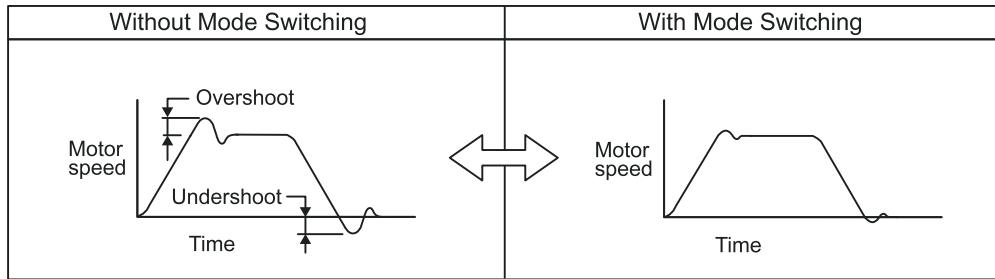 Without Mode Switching
With Mode Switching
Overshoot
Motor
speed
Undershoot
Time
Motor
speed
Time